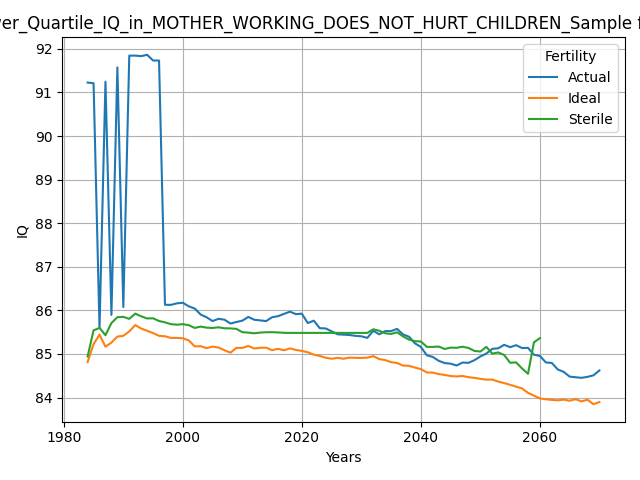 wer_Quartile_IQ_in_MOTHER_WORKING_DOES_NOT_HURT_CHILDREN_Sample f
Fertility
Actual
Ideal
Sterile
92
91
90
89
88
87
86
85
84
IQ
1980
2000
2020
2040
2060
Years